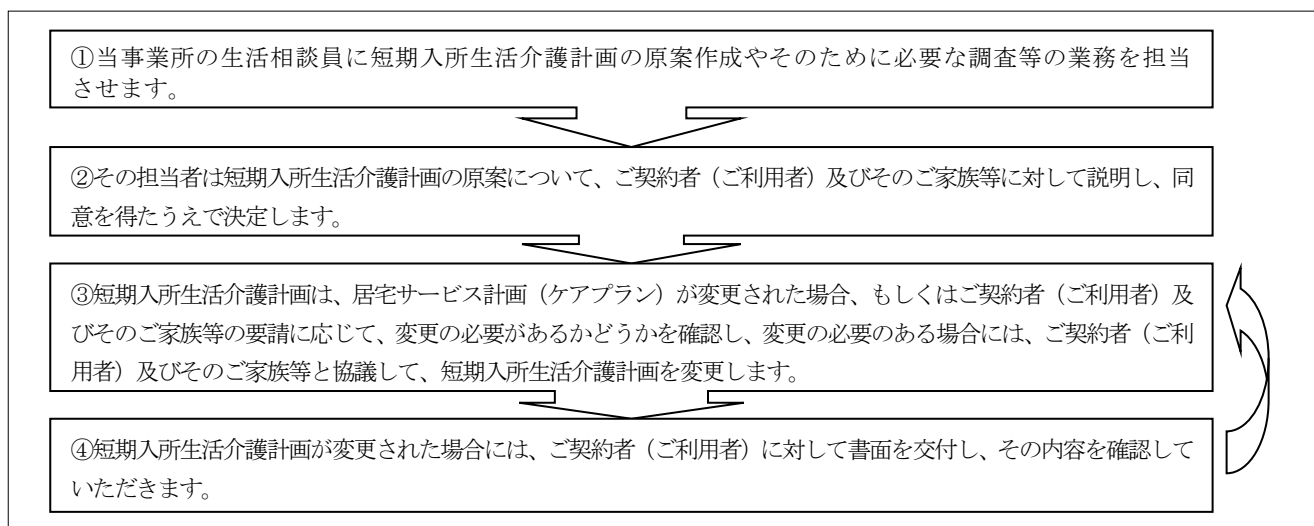 ①当事業所の生活相談員に短期入所生活介護計画の原案作成やそのために必要な調査等の業務を担当
させます。
②その担当者は短期入所生活介護計画の原案について、ご契約者（ご利用者）及びそのご家族等に対して説明し、同
意を得たうえで決定します。
③短期入所生活介護計画は、居宅サービス計画（ケアプラン）が変更された場合、もしくはご契約者（ご利用者）及
びそのご家族等の要請に応じて、変更の必要があるかどうかを確認し、変更の必要のある場合には、ご契約者（ご利
用者）及びそのご家族等と協議して、短期入所生活介護計画を変更します。
④短期入所生活介護計画が変更された場合には、ご契約者（ご利用者）に対して書面を交付し、その内容を確認して
いただきます。